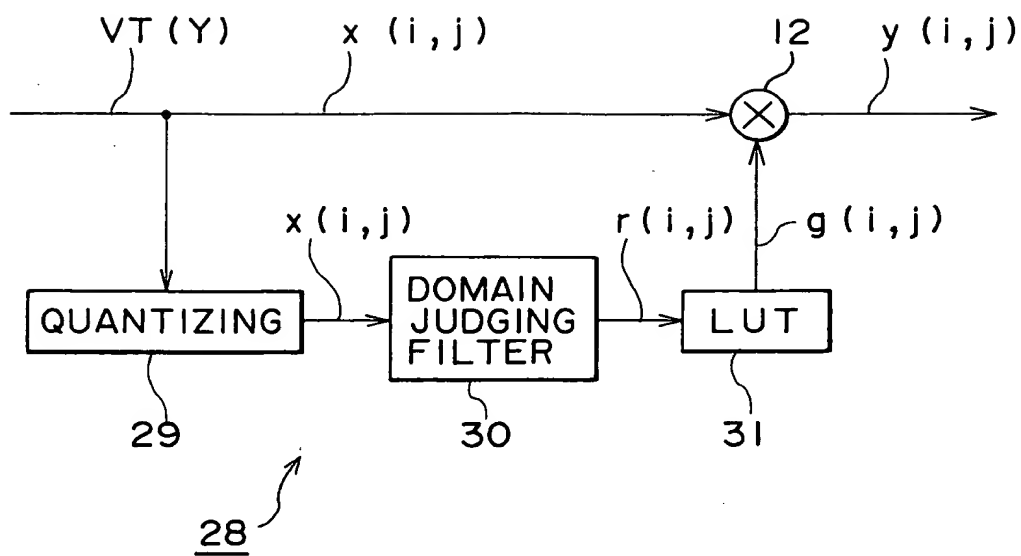 VT (Y) x (i,j) 12 y (i,j)
x (i,j) r (i,j) g (i,j)
QUANTIZING
DOMAIN
JUDGING
FILTER
LUT
29 30 31
28